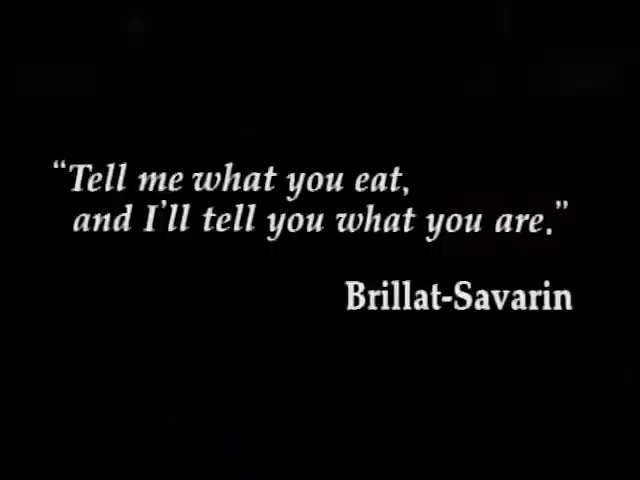 “Tell me what you eat,
and I'll tell you what you are.”
Brillat-Savarin